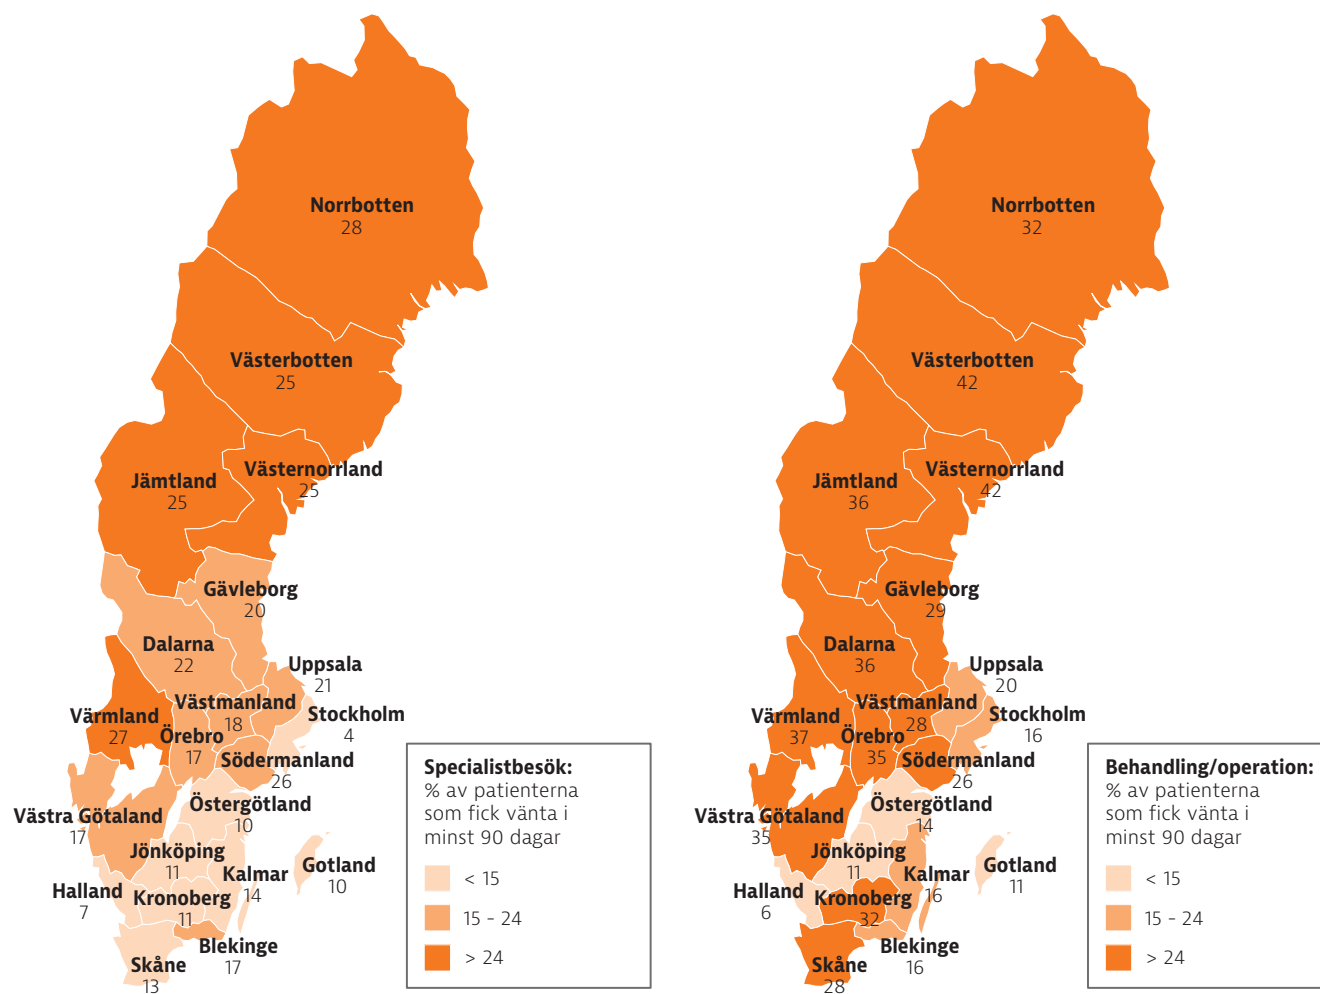 Norrbotten
28
Västerbotten
25
Västernorrland
25
Jämtland
25
Gävleborg
20
Dalarna
22
Uppsala
21
Västmanland
18
Stockholm
4
Värmland
27
Örebro
17
Södermanland
26
Östergötland
10
Västra Götaland
17
Jönköping
11
Gotland
10
Kalmar
14
Halland
7
Kronoberg
11
Blekinge
17
Skåne
13
Specialistbesök:
% av patienterna
som fick vänta i
minst 90 dagar
< 15
15 – 24
> 24
Norrbotten
32
Västerbotten
42
Västernorrland
42
Jämtland
36
Gävleborg
29
Dalarna
36
Uppsala
20
Västmanland
28
Stockholm
16
Värmland
37
Örebro
35
Södermanland
26
Östergötland
14
Västra Götaland
35
Jönköping
11
Gotland
11
Kalmar
16
Halland
6
Kronoberg
32
Blekinge
16
Skåne
28
Behandling/operation:
% av patienterna
som fick vänta i
minst 90 dagar
< 15
15 – 24
> 24